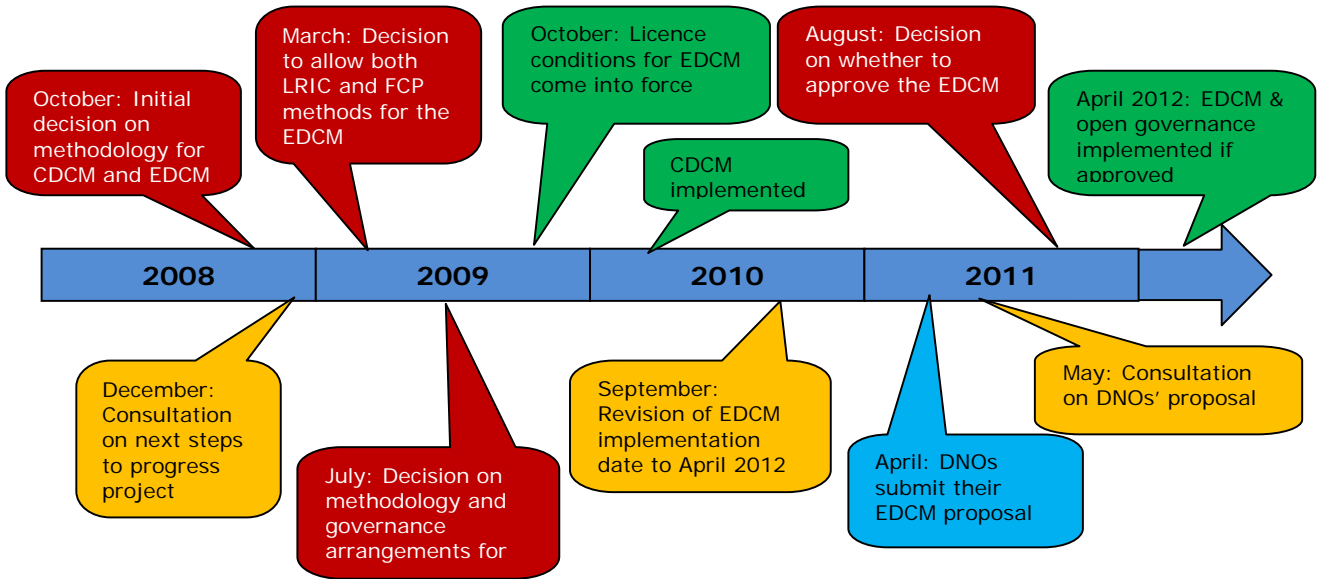 October: Initial
decision on
methodology for
CDCM and EDCM
March: Decision
to allow both
LRIC and FCP
methods for the
EDCM
October: Licence
conditions for EDCM
come into force
CDCM
implemented
August: Decision
on whether to
approve the EDCM
April 2012: EDCM &
open governance
implemented if
approved
2008
2009
2010
2011
December:
Consultation
on next steps
to progress
project
July: Decision on
methodology and
governance
arrangements for
September:
Revision of EDCM
implementation
date to April 2012
April: DNOs
submit their
EDCM proposal
May: Consultation
on DNOs’ proposal